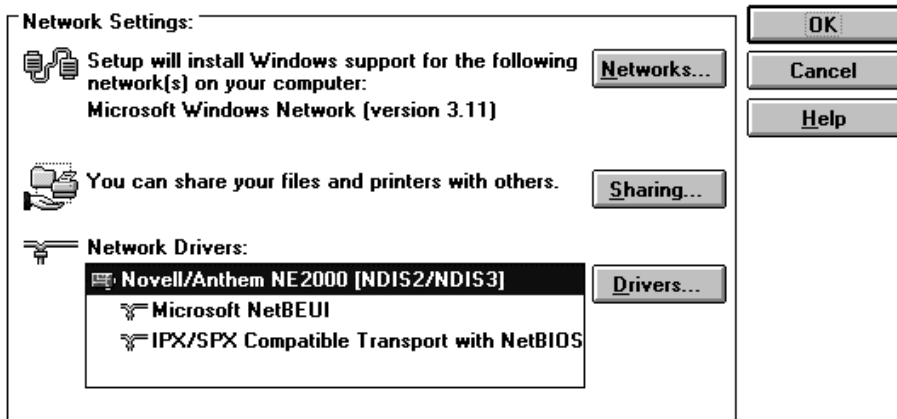 Network Settings:
Setup will install Windows support for the following
network(s) on your computer:
Microsoft Windows Network (version 3.11)
Networks...
You can share your files and printers with others.
Sharing...
Network Drivers:
Novell/Anthem NE2000 [NDIS2/NDIS3]
Microsoft NetBEUI
IPX/SPX Compatible Transport with NetBIOS
Drivers...
OK
Cancel
Help